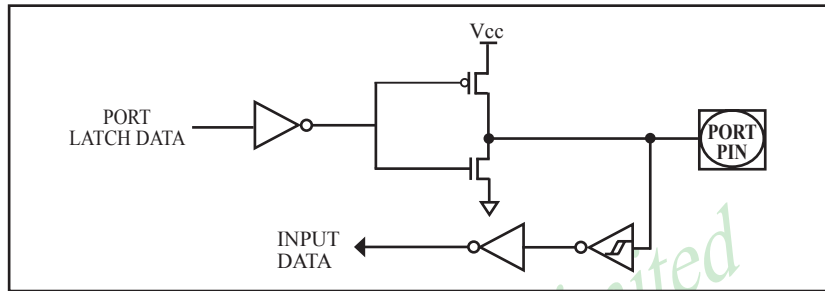 Vcc
PORT
LATCH DATA
PORT
PIN
INPUT
DATA